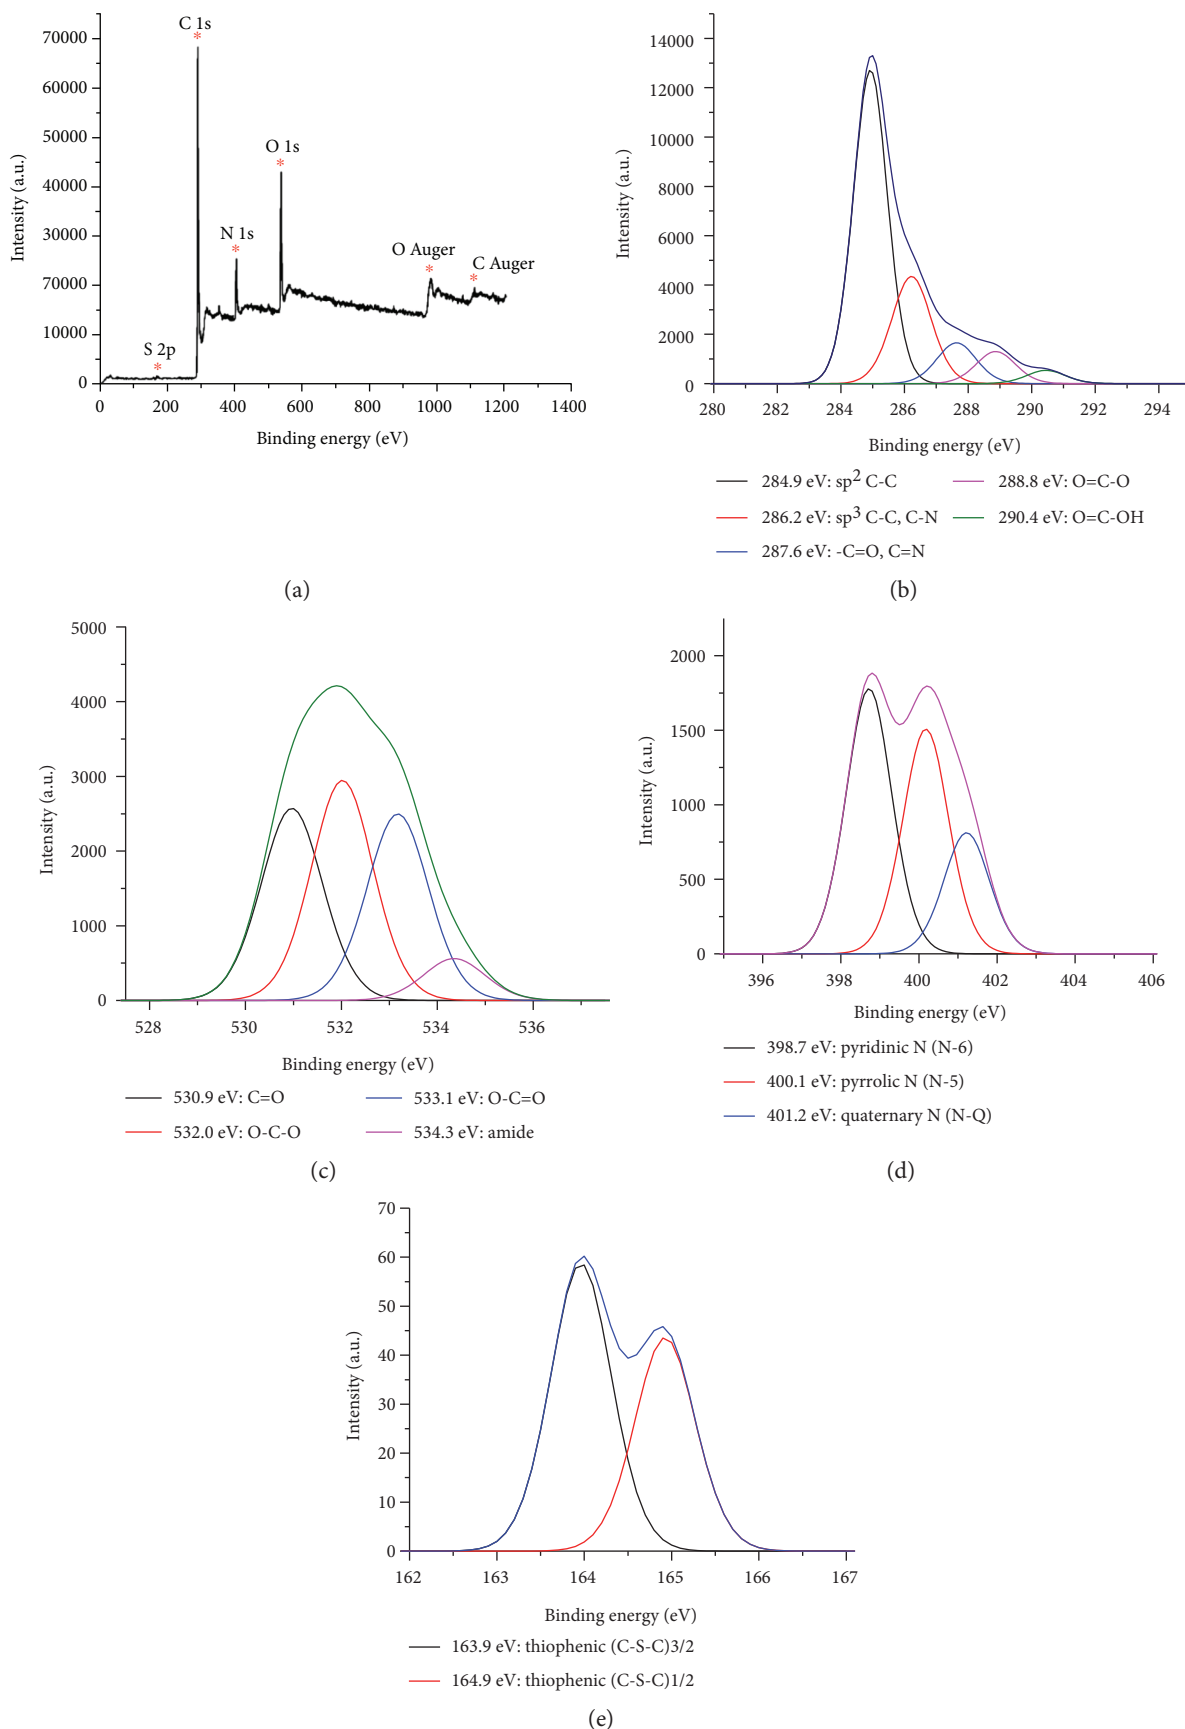 C 1s
*
O 1s
*
N 1s
*
O Auger
*
C Auger
*
S 2p
*
70000
60000
50000
40000
30000
70000
10000
0
Intensity (a.u.)
0 200 400 600 800 1000 1200 1400
Binding energy (eV)
(a)
14000
12000
10000
8000
6000
4000
2000
0
Intensity (a.u.)
280 282 284 286 288 290 292 294
Binding energy (eV)
284.9 eV: sp2 C-C
288.8 eV: O=C-O
286.2 eV: sp3 C-C, C-N
290.4 eV: O=C-OH
287.6 eV: -C=O, C=N
(b)
5000
4000
3000
2000
1000
0
Intensity (a.u.)
528 530 532 534 536
Binding energy (eV)
530.9 eV: C=O
533.1 eV: O-C=O
532.0 eV: O-C-O
534.3 eV: amide
(c)
2000
1500
1000
500
0
Intensity (a.u.)
396 398 400 402 404 406
Binding energy (eV)
398.7 eV: pyridinic N (N-6)
400.1 eV: pyrrolic N (N-5)
401.2 eV: quaternary N (N-Q)
(d)
70
60
50
40
30
20
10
0
Intensity (a.u.)
162 163 164 165 166 167
Binding energy (eV)
163.9 eV: thiophenic (C-S-C)3/2
164.9 eV: thiophenic (C-S-C)1/2
(e)